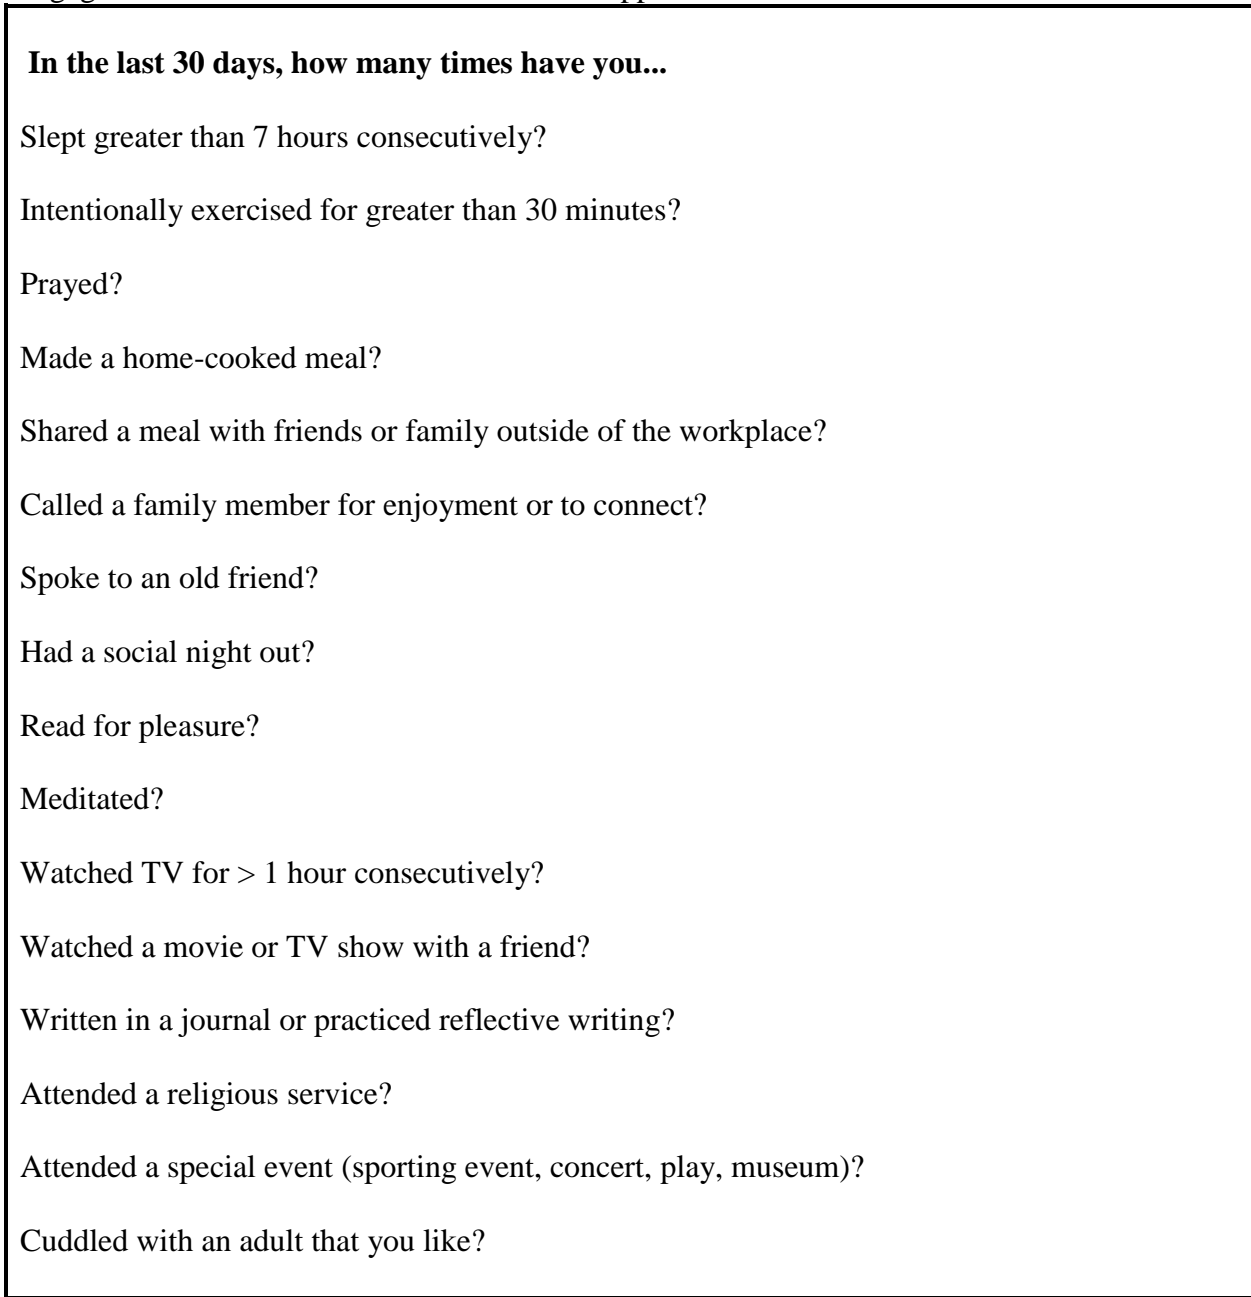 In the last 30 days, how many times have you...
Slept greater than 7 hours consecutively?
Intentionally exercised for greater than 30 minutes?
Prayed?
Made a home-cooked meal?
Shared a meal with friends or family outside of the workplace?
Called a family member for enjoyment or to connect?
Spoke to an old friend?
Had a social night out?
Read for pleasure?
Meditated?
Watched TV for > 1 hour consecutively?
Watched a movie or TV show with a friend?
Written in a journal or practiced reflective writing?
Attended a religious service?
Attended a special event (sporting event, concert, play, museum)?
Cuddled with an adult that you like?